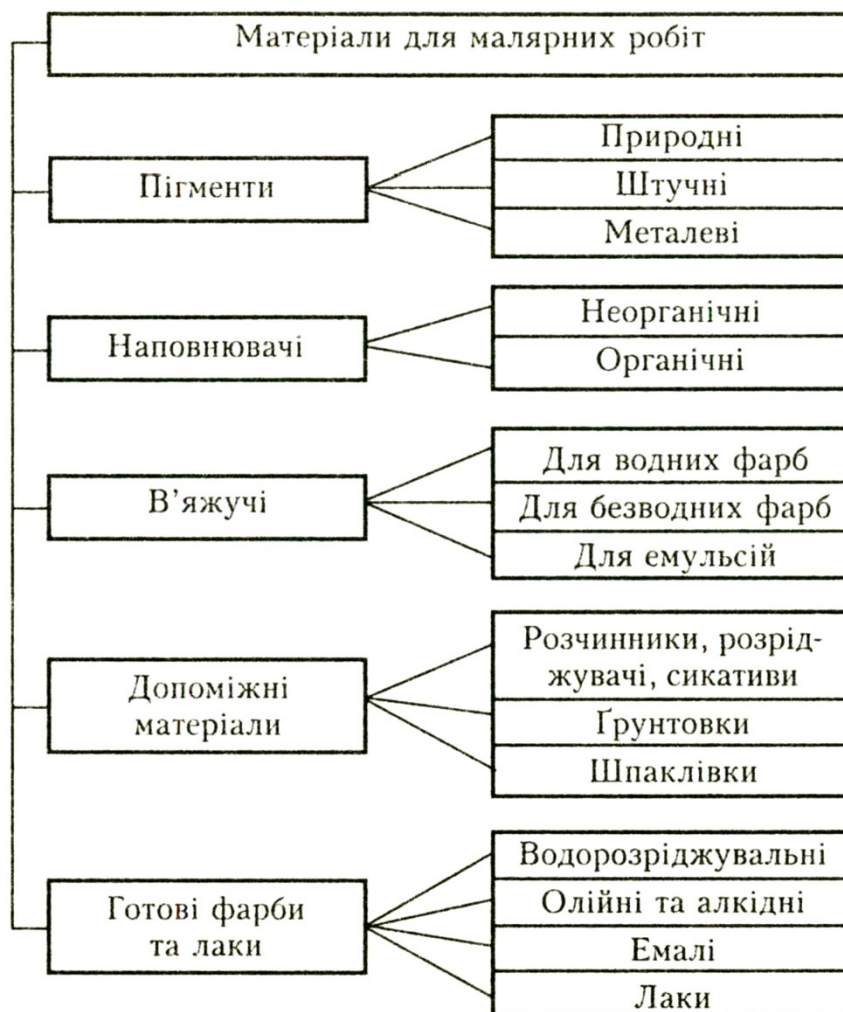 Матеріали для малярних робіт
Пігменти
Природні
Штучні
Металеві
Наповнювачі
Неорганічні
Органічні
В’яжучі
Для водних фарб
Для безводних фарб
Для емульсій
Допоміжні
матеріали
Розчинники, розрід-
жувачі, сикативи
Ґрунтовки
Шпаклівки
Готові фарби
та лаки
Водорозріджувальні
Олійні та алкідні
Емалі
Лаки